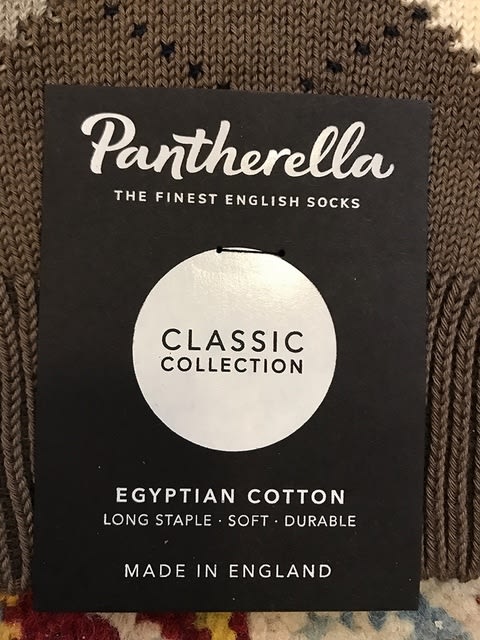 Pantherella
THE FINEST ENGLISH SOCKS
CLASSIC
COLLECTION
EGYPTIAN COTTON
LONG STAPLE · SOFT · DURABLE
MADE IN ENGLAND